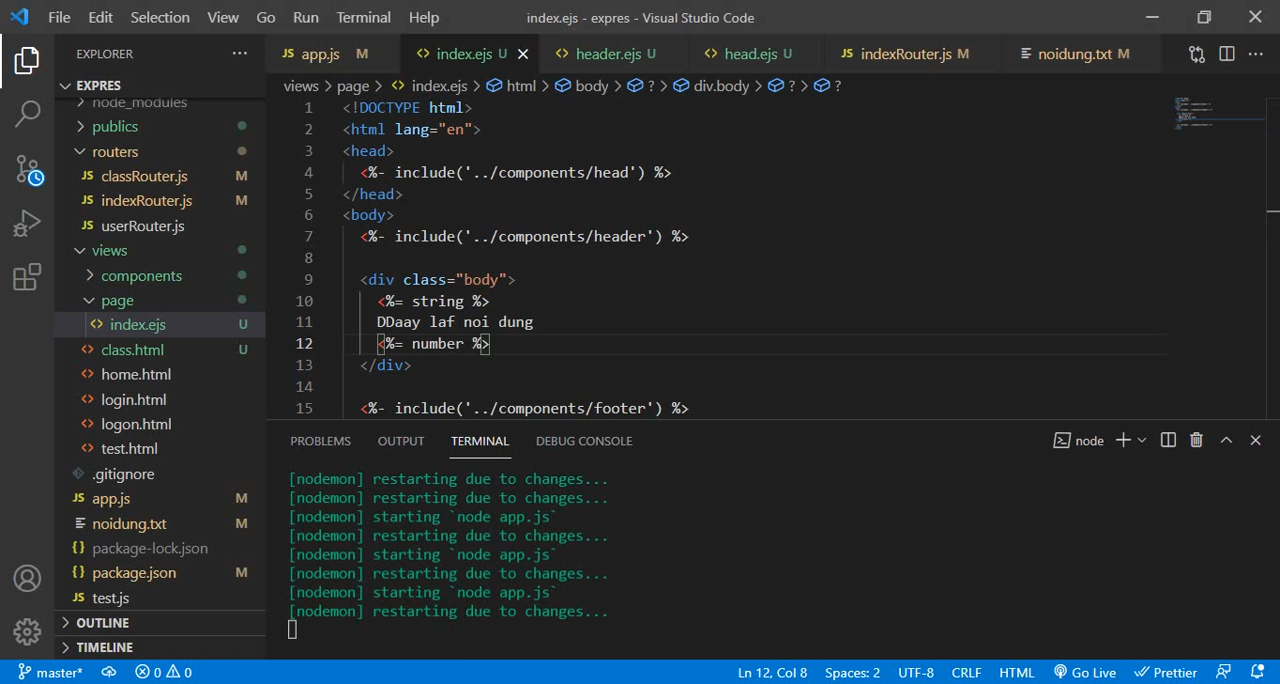 File Edit Selection View Go Run Terminal Help index.ejs - expres - Visual Studio Code
EXPLORER
EXPRES
node_modules
publics
routers
JS classRouter.js M
JS indexRouter.js M
JS userRouter.js
views
components
page
<> index.ejs U
<> class.html U
<> home.html
<> login.html
<> logon.html
<> test.html
.gitignore
JS app.js M
noidung.txt M
{} package-lock.json
{} package.json M
JS test.js
OUTLINE
TIMELINE
JS app.js M <> index.ejs U <> header.ejs U <> head.ejs U JS indexRouter.js M noidung.txt M
views > page > <> index.ejs > html > body > ? > div.body > ? > ?
1 <!DOCTYPE html>
2 <html lang="en">
3 <head>
4 <%- include('../components/head') %>
5 </head>
6 <body>
7 <%- include('../components/header') %>
8
9 <div class="body">
10 <%= string %>
11 DDaay laf noi dung
12 <%= number %>
13 </div>
14
15 <%- include('../components/footer') %>
PROBLEMS OUTPUT TERMINAL DEBUG CONSOLE node
[nodemon] restarting due to changes...
[nodemon] restarting due to changes...
[nodemon] starting `node app.js`
[nodemon] restarting due to changes...
[nodemon] starting `node app.js`
[nodemon] restarting due to changes...
[nodemon] starting `node app.js`
[nodemon] restarting due to changes...
master* 0 0 Ln 12, Col 8 Spaces: 2 UTF-8 CRLF HTML Go Live Prettier